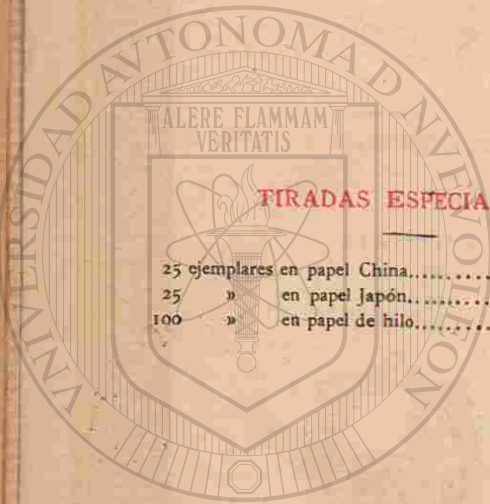 UNIVERSIDAD AUTONOMA D NUEVO LEON
ALERE FLAMMAM
VERITATIS
TIRADAS ESPECIA
25 ejemplares en papel China..........
25 » en papel Japón..........
100 » en papel de hilo..........